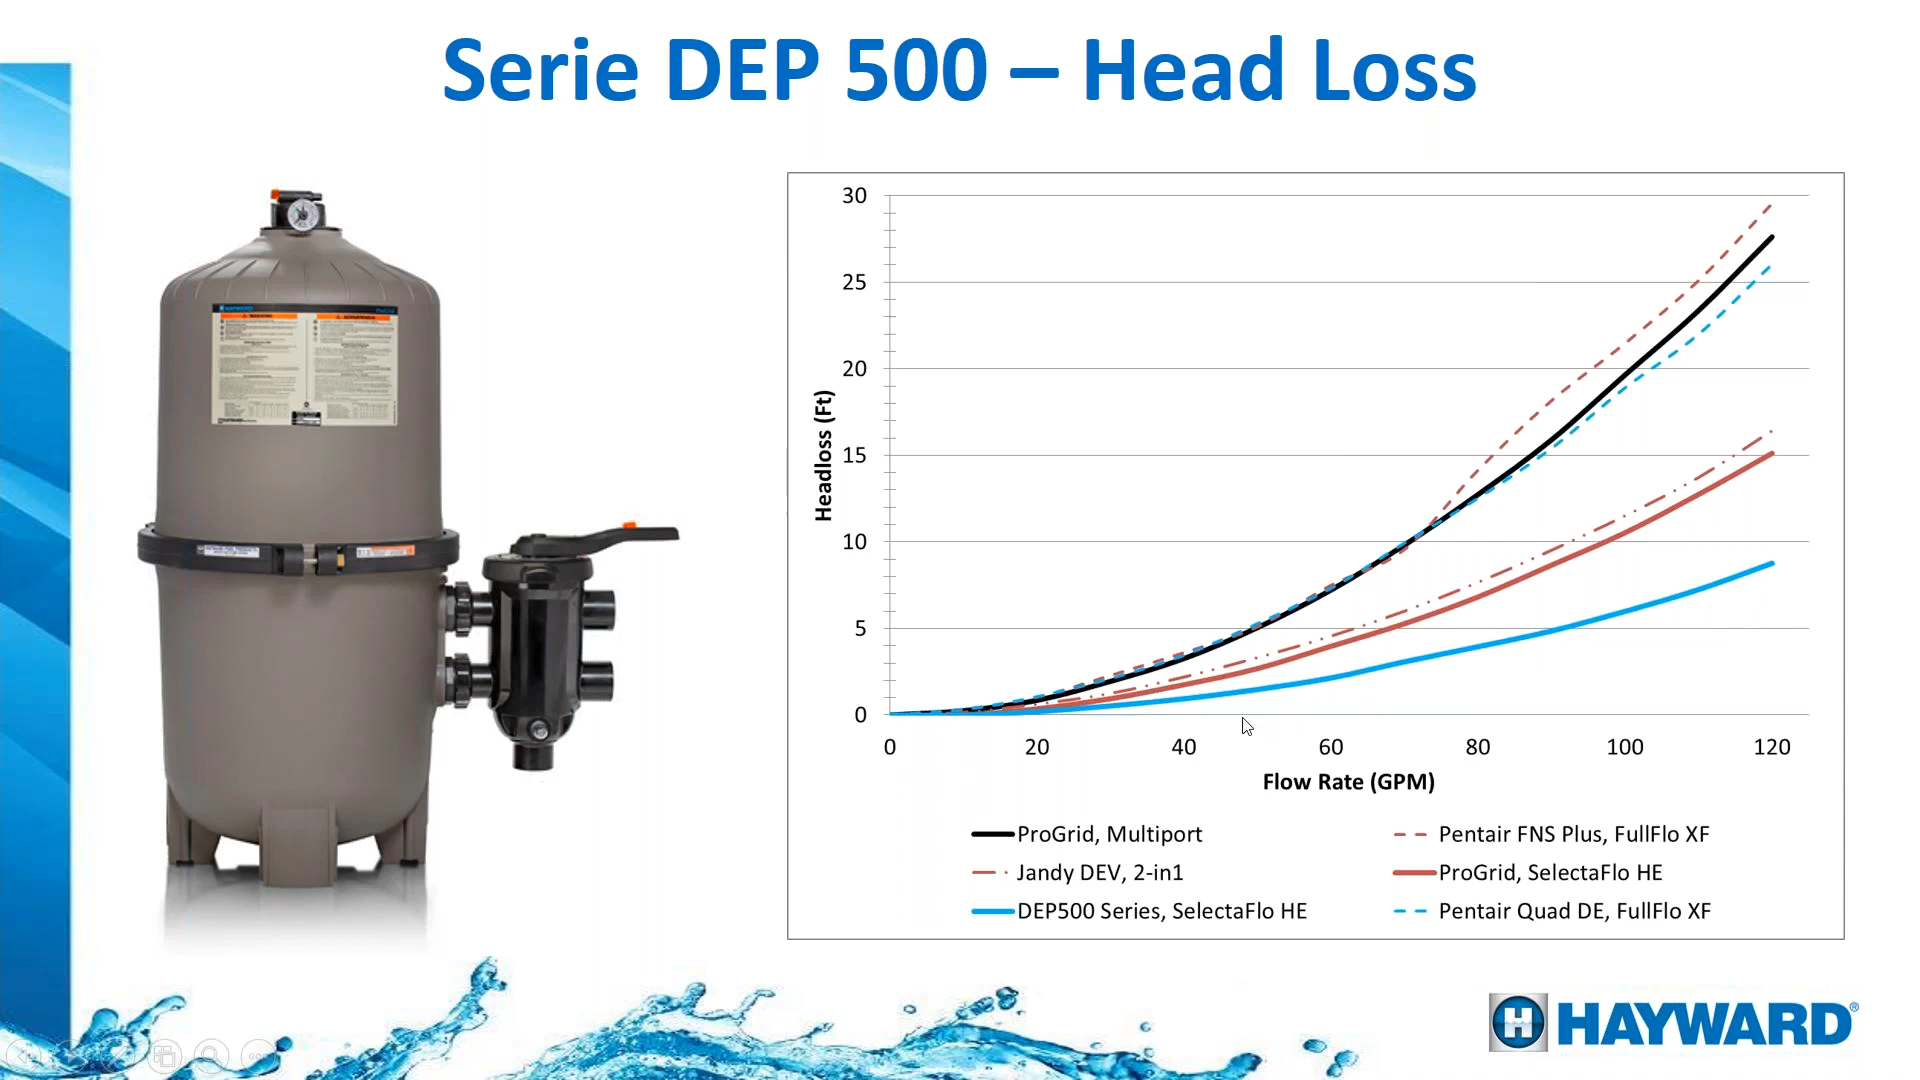 Serie DEP 500 – Head Loss
HAYWARD
WARNING
30
25
20
15
10
5
0
Headloss (Ft)
0 20 40 60 80 100 120
Flow Rate (GPM)
ProGrid, Multiport
Pentair FNS Plus, FullFlo XF
Jandy DEV, 2-in1
ProGrid, SelectaFlo HE
DEP500 Series, SelectaFlo HE
Pentair Quad DE, FullFlo XF
HAYWARD®